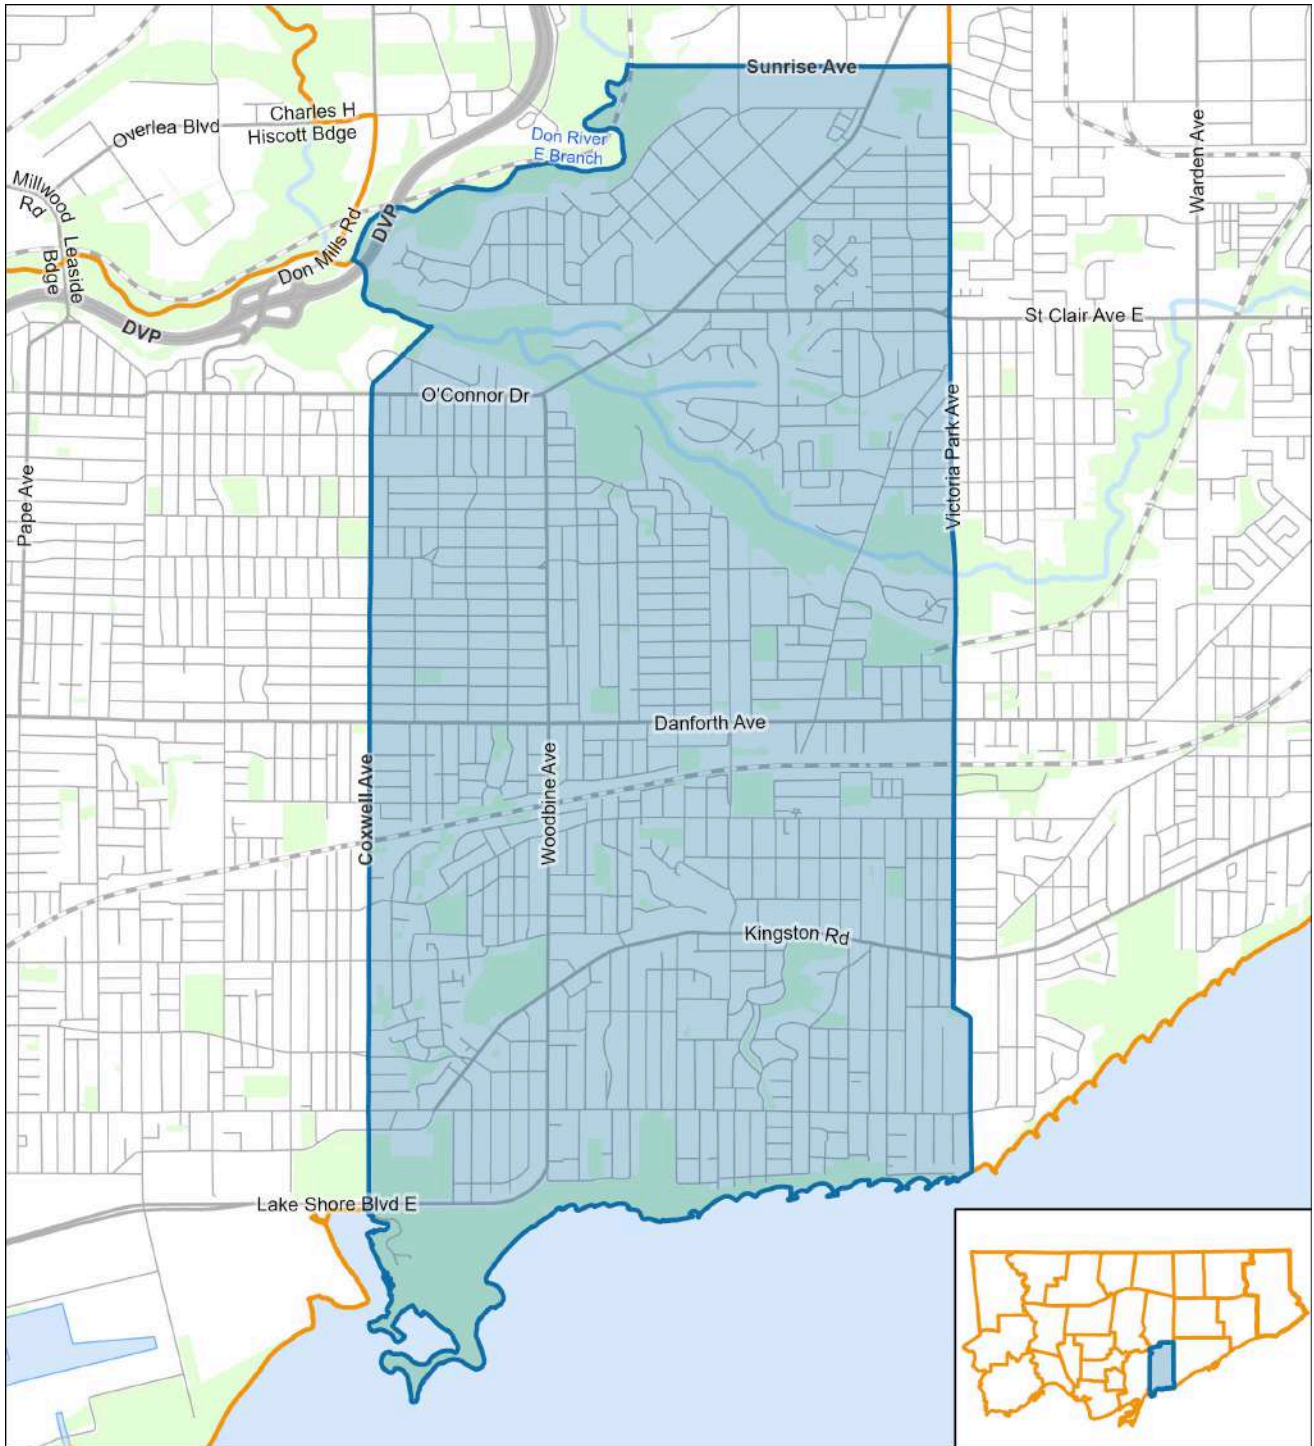 Sunrise Ave
Charles H
Hiscott Bdge
Overlea Blvd
Don River
E Branch
Warden Ave
Millwood
Rd
Leaside
Bdge
DVP
Don Mills Rd
DVP
St Clair Ave E
O'Connor Dr
Victoria Park Ave
Pape Ave
Danforth Ave
Coxwell Ave
Woodbine Ave
Kingston Rd
Lake Shore Blvd E